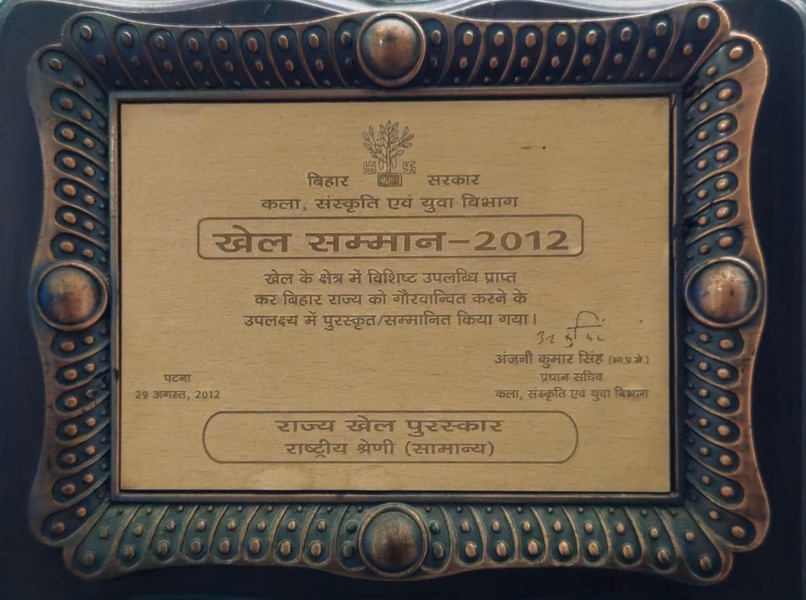 बिहार सरकार
कला, संस्कृति एवं युवा विभाग
खेल सम्मान-2012
खेल के क्षेत्र में विशिष्ट उपलब्धि प्राप्त
कर बिहार राज्य को गौरवान्वित करने के
उपलक्ष्य में पुरस्कृत/सम्मानित किया गया।
अंजनी कुमार सिंह (भा.प्र.से.)
प्रधान सचिव
कला, संस्कृति एवं युवा विभाग
पटना
29 अगस्त, 2012
राज्य खेल पुरस्कार
राष्ट्रीय श्रेणी (सामान्य)